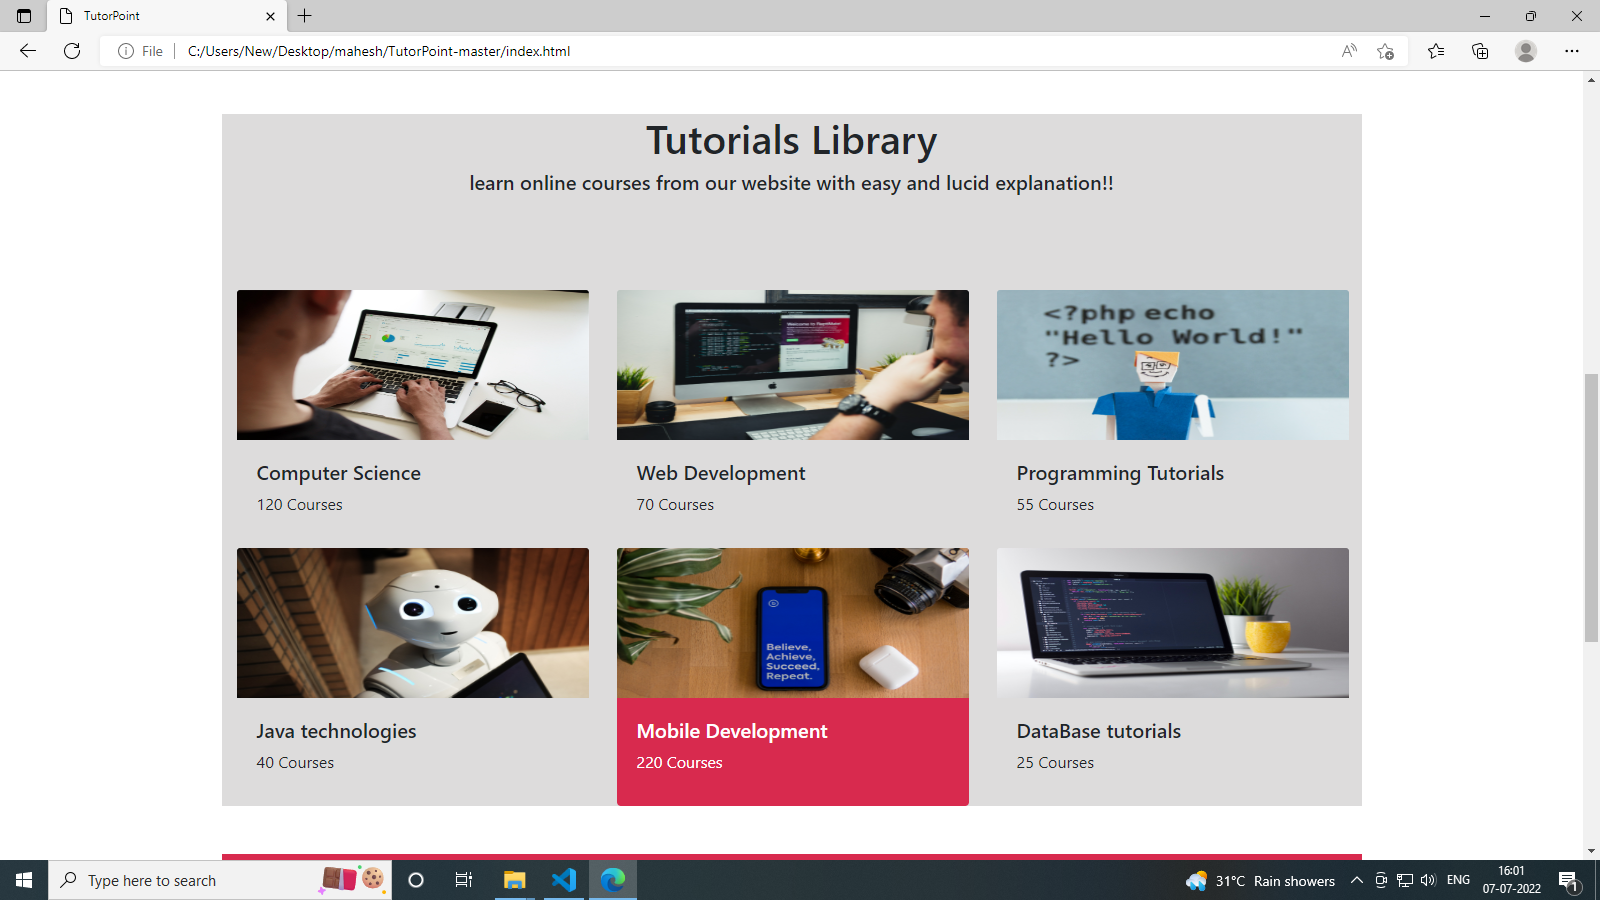 TutorPoint
File
C:/Users/New/Desktop/mahesh/TutorPoint-master/index.html
Tutorials Library
learn online courses from our website with easy and lucid explanation!!
<?php echo
"Hello World!"
?>
Computer Science
120 Courses
Web Development
70 Courses
Programming Tutorials
55 Courses
Believe,
Achieve,
Succeed,
Repeat.
Java technologies
40 Courses
Mobile Development
220 Courses
DataBase tutorials
25 Courses
Type here to search
31°C Rain showers
ENG
16:01
07-07-2022
1